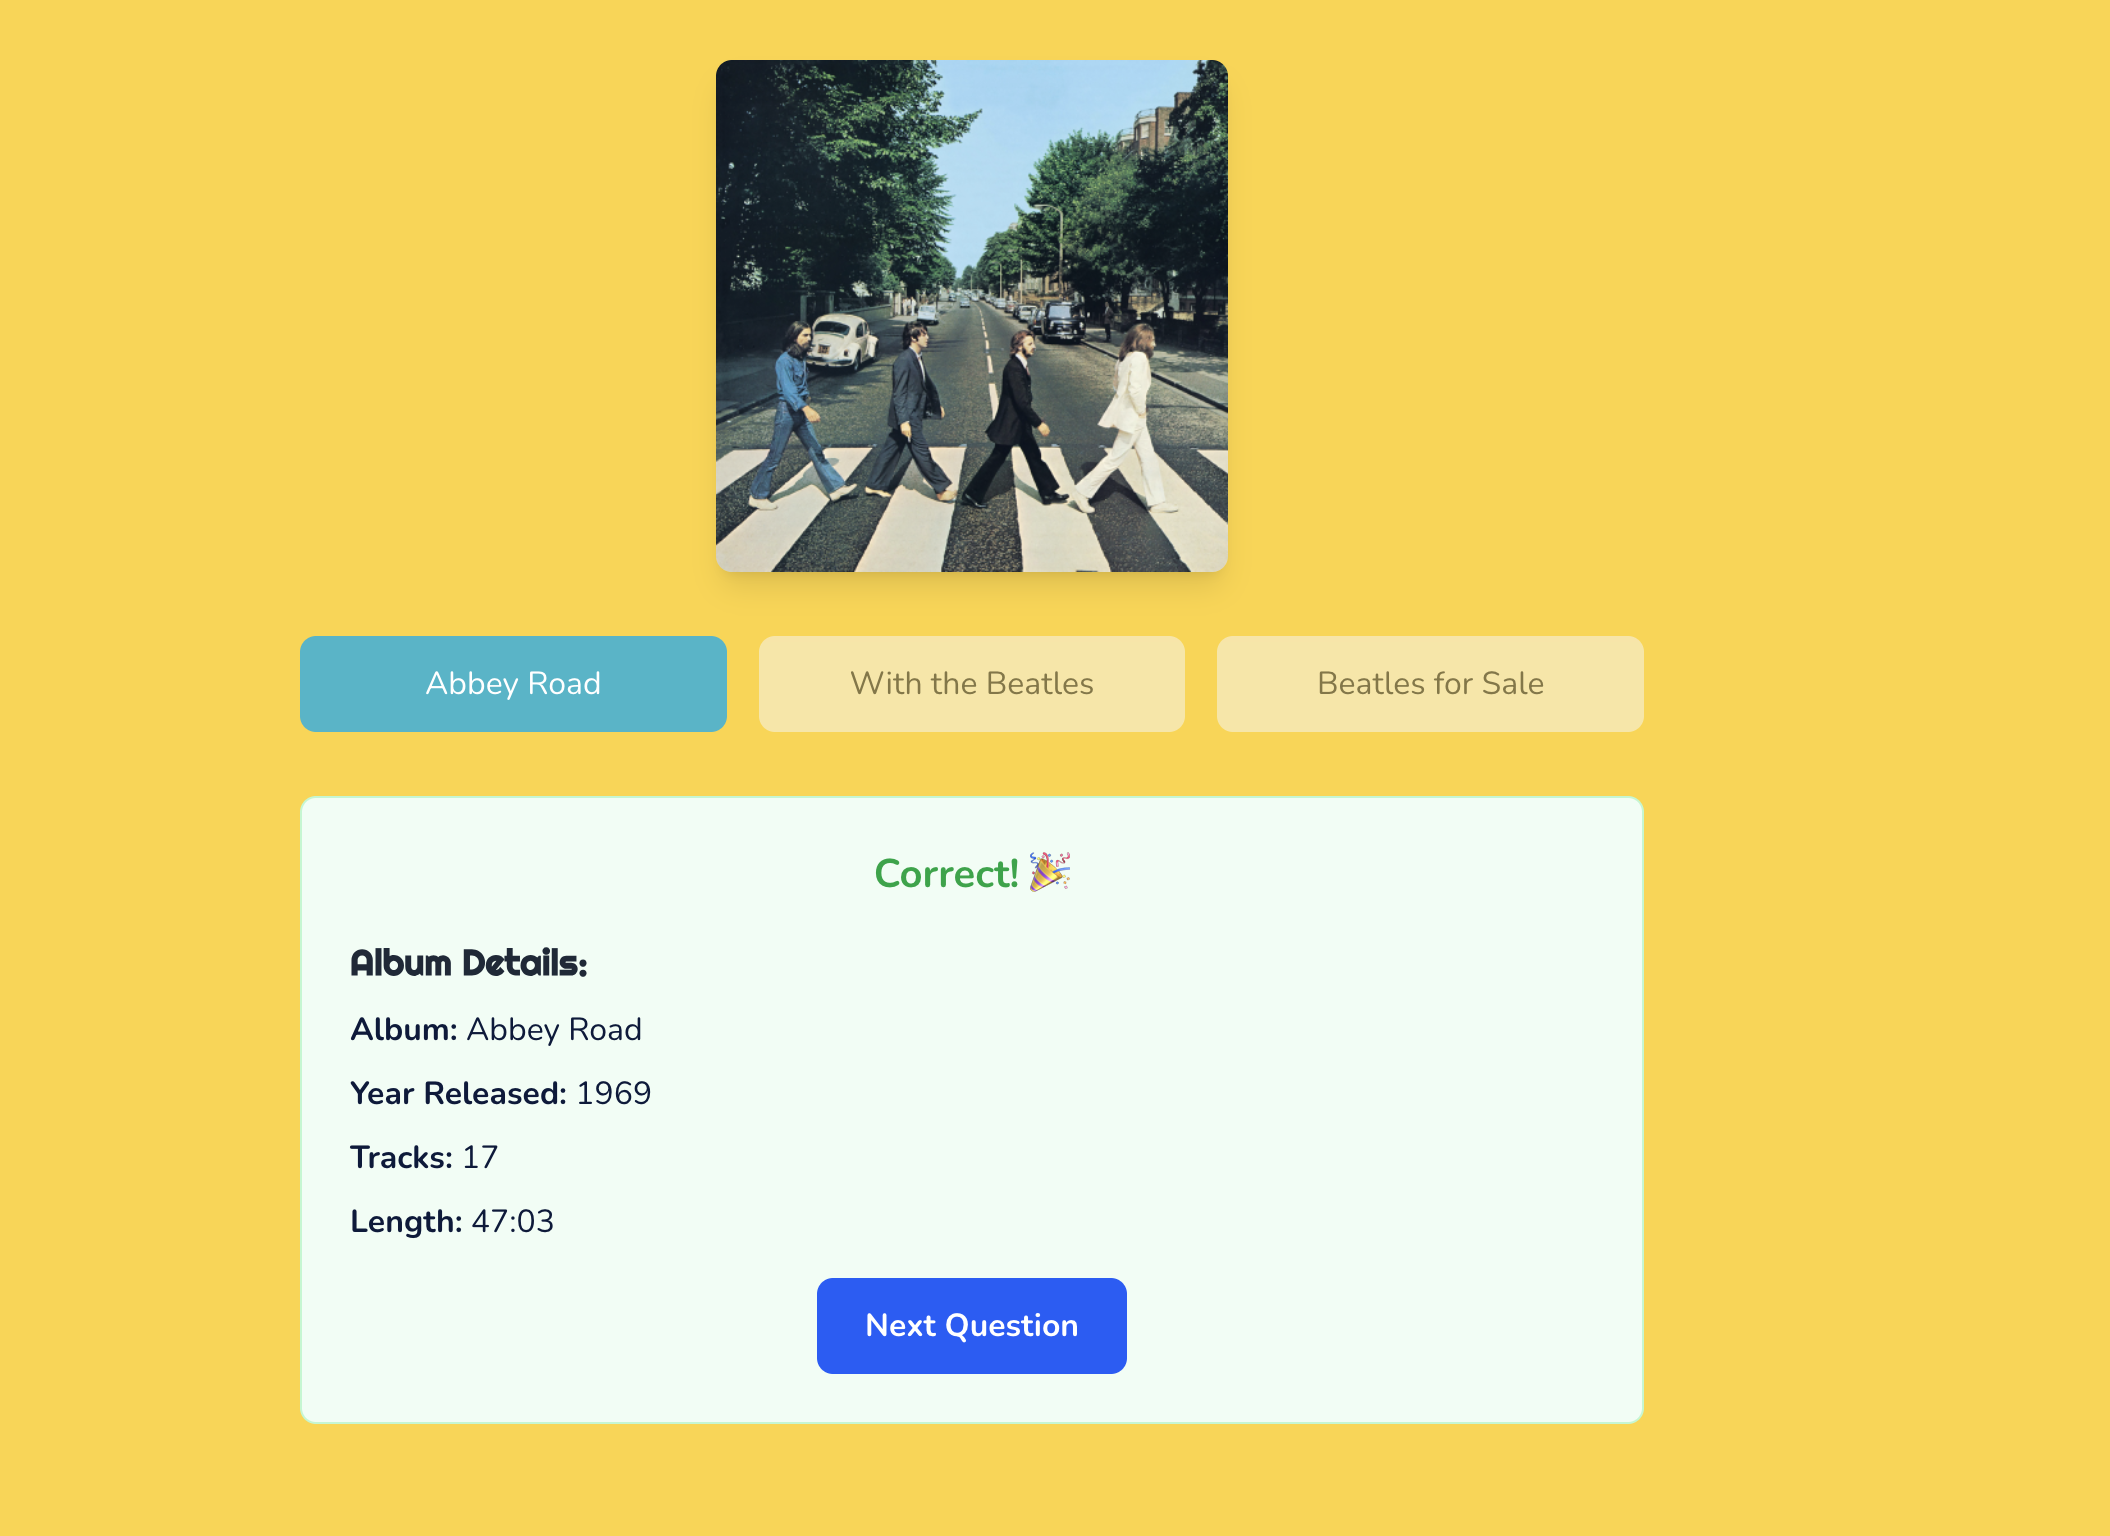 Abbey Road
With the Beatles
Beatles for Sale
Correct! 🎉
Album Details:
Album: Abbey Road
Year Released: 1969
Tracks: 17
Length: 47:03
Next Question